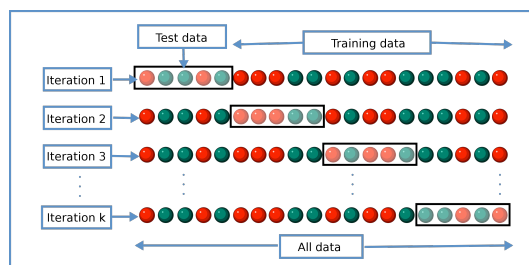 Test data
Training data
Iteration 1
Iteration 2
Iteration 3
Iteration k
All data